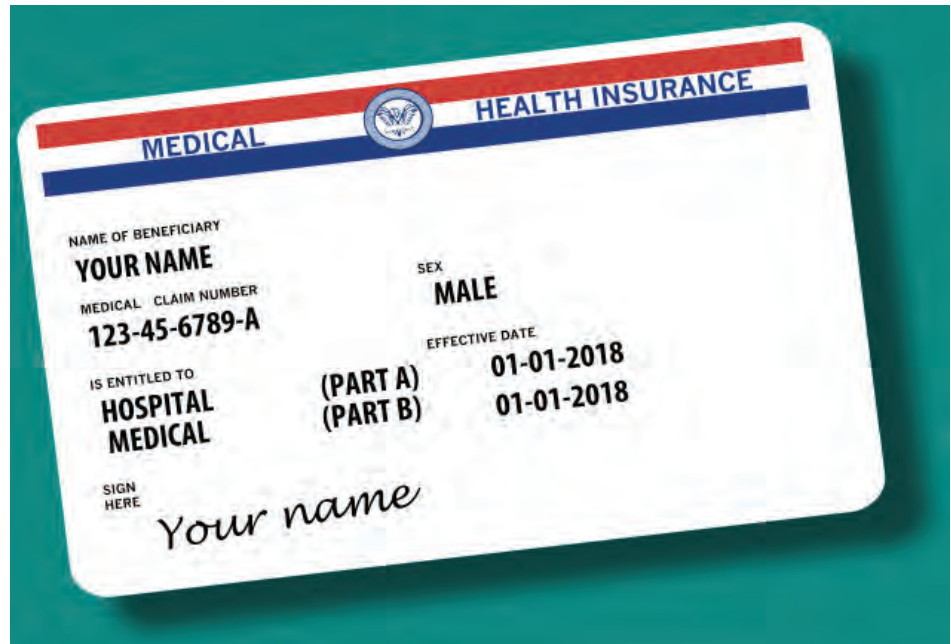 MEDICAL HEALTH INSURANCE
NAME OF BENEFICIARY
YOUR NAME
SEX
MALE
MEDICAL CLAIM NUMBER
123-45-6789-A
EFFECTIVE DATE
IS ENTITLED TO
HOSPITAL (PART A) 01-01-2018
MEDICAL (PART B) 01-01-2018
SIGN
HERE
Your name